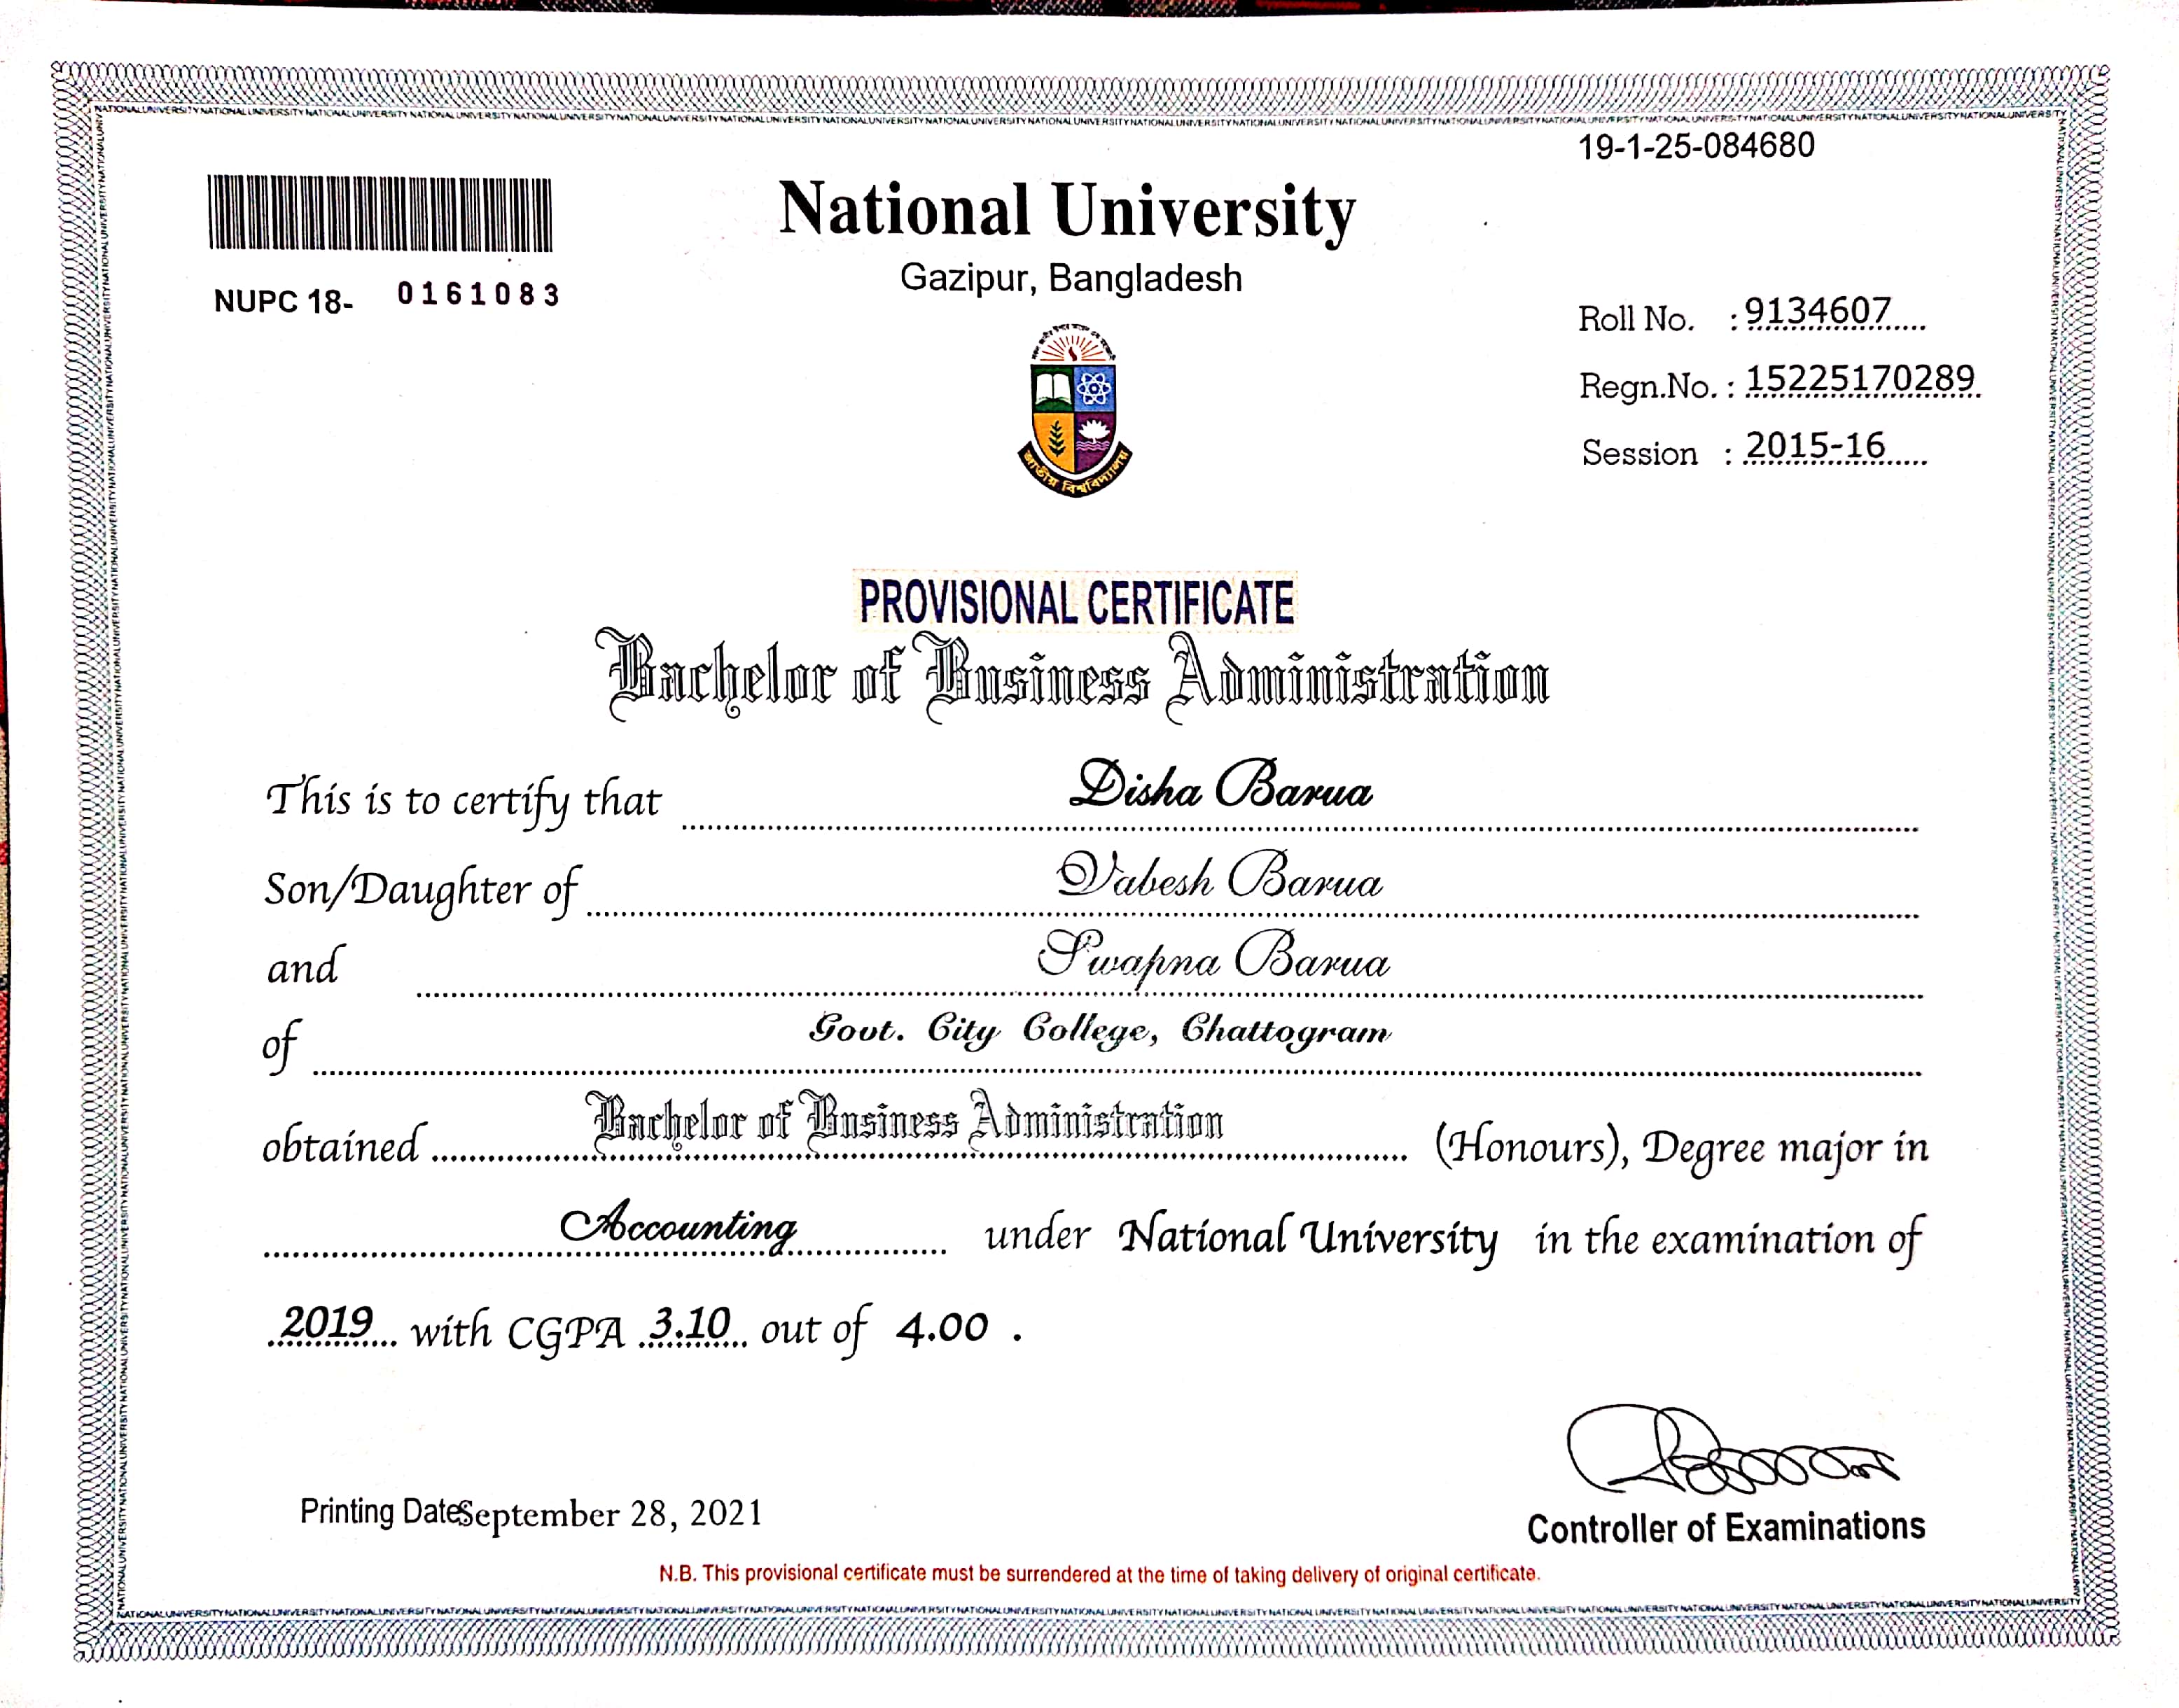 19-1-25-084680
National University
Gazipur, Bangladesh
NUPC 18- 0161083
Roll No. : 9134607
Regn.No. : 15225170289
Session : 2015-16
জাতীয় বিশ্ববিদ্যালয়
PROVISIONAL CERTIFICATE
Bachelor of Business Administration
This is to certify that Disha Barua
Son/Daughter of Vabesh Barua
and Swapna Barua
of Govt. City College, Chattogram
obtained Bachelor of Business Administration (Honours), Degree major in
Accounting under National University in the examination of
2019 with CGPA 3.10 out of 4.00 .
Printing Date September 28, 2021
Controller of Examinations
N.B. This provisional certificate must be surrendered at the time of taking delivery of original certificate.